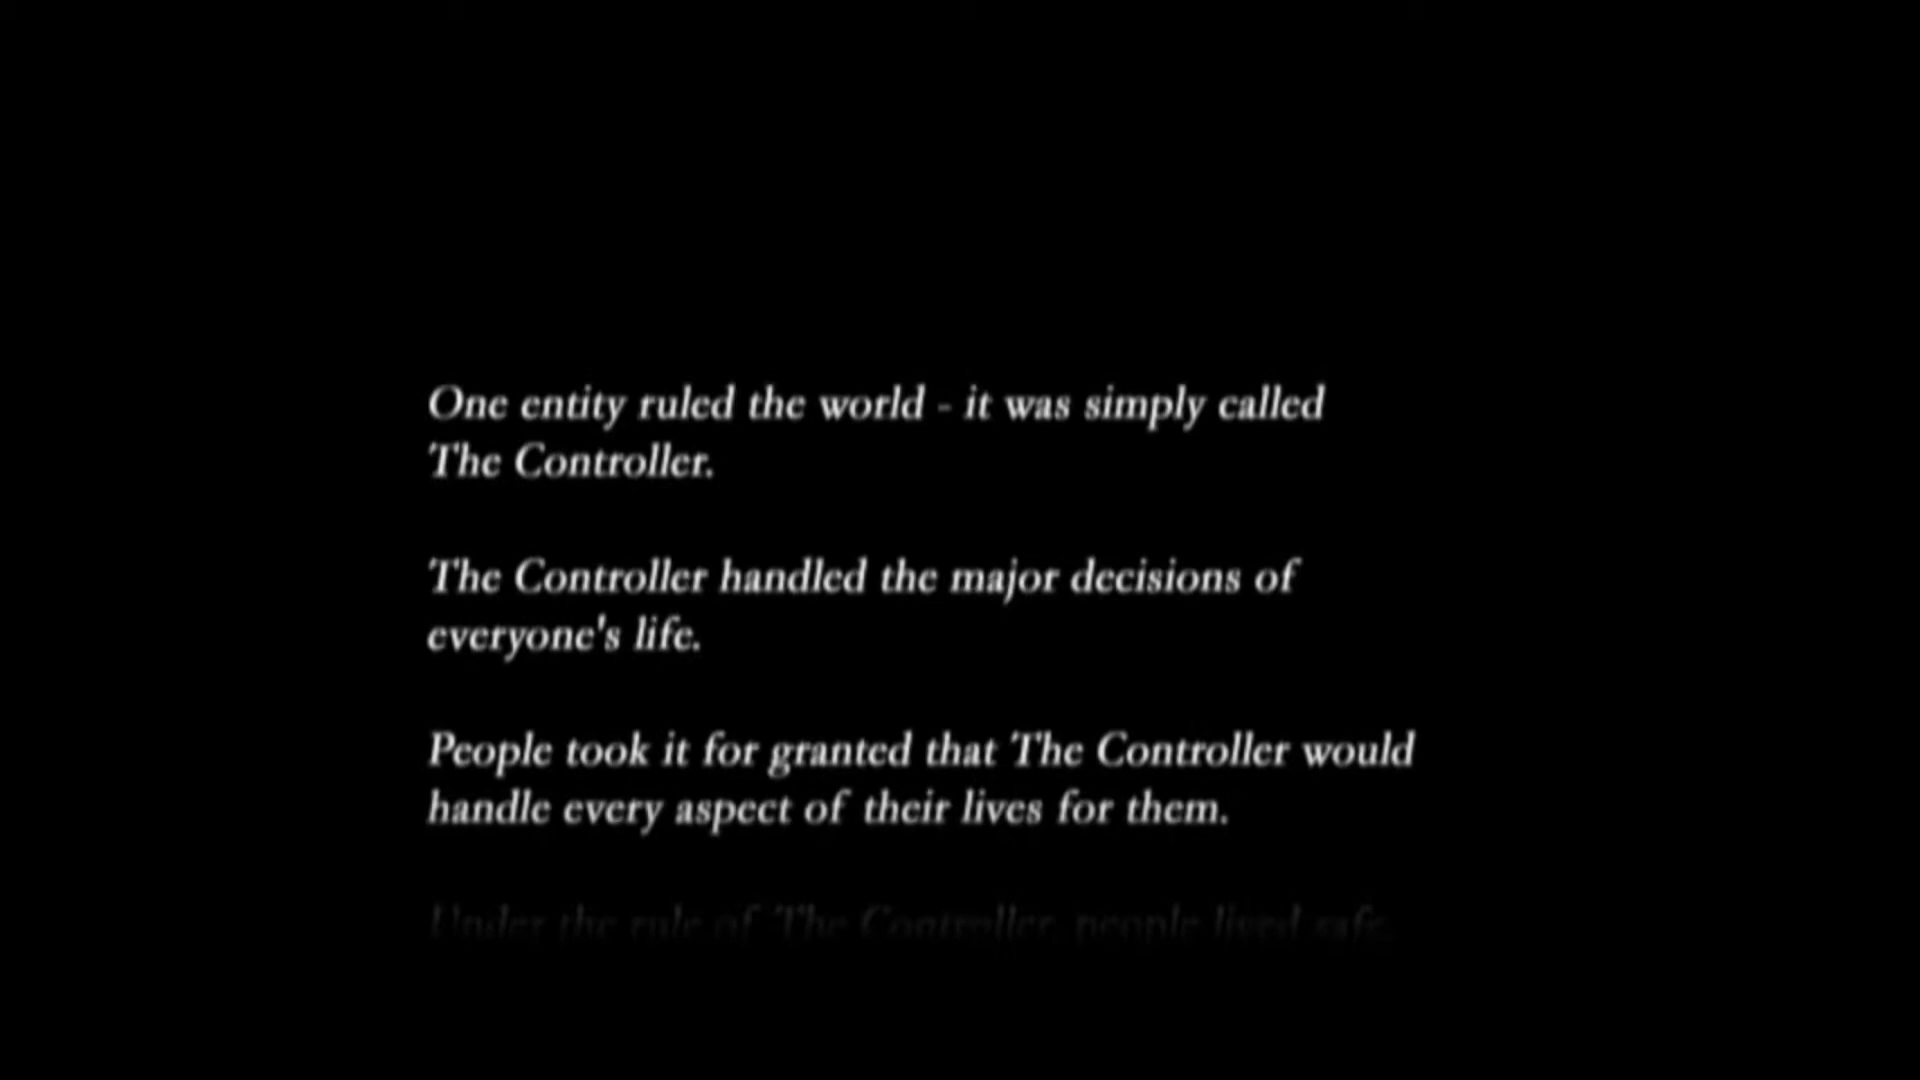 One entity ruled the world - it was simply called
The Controller.
The Controller handled the major decisions of
everyone's life.
People took it for granted that The Controller would
handle every aspect of their lives for them.
Under the rule of The Controller, people lived safe,